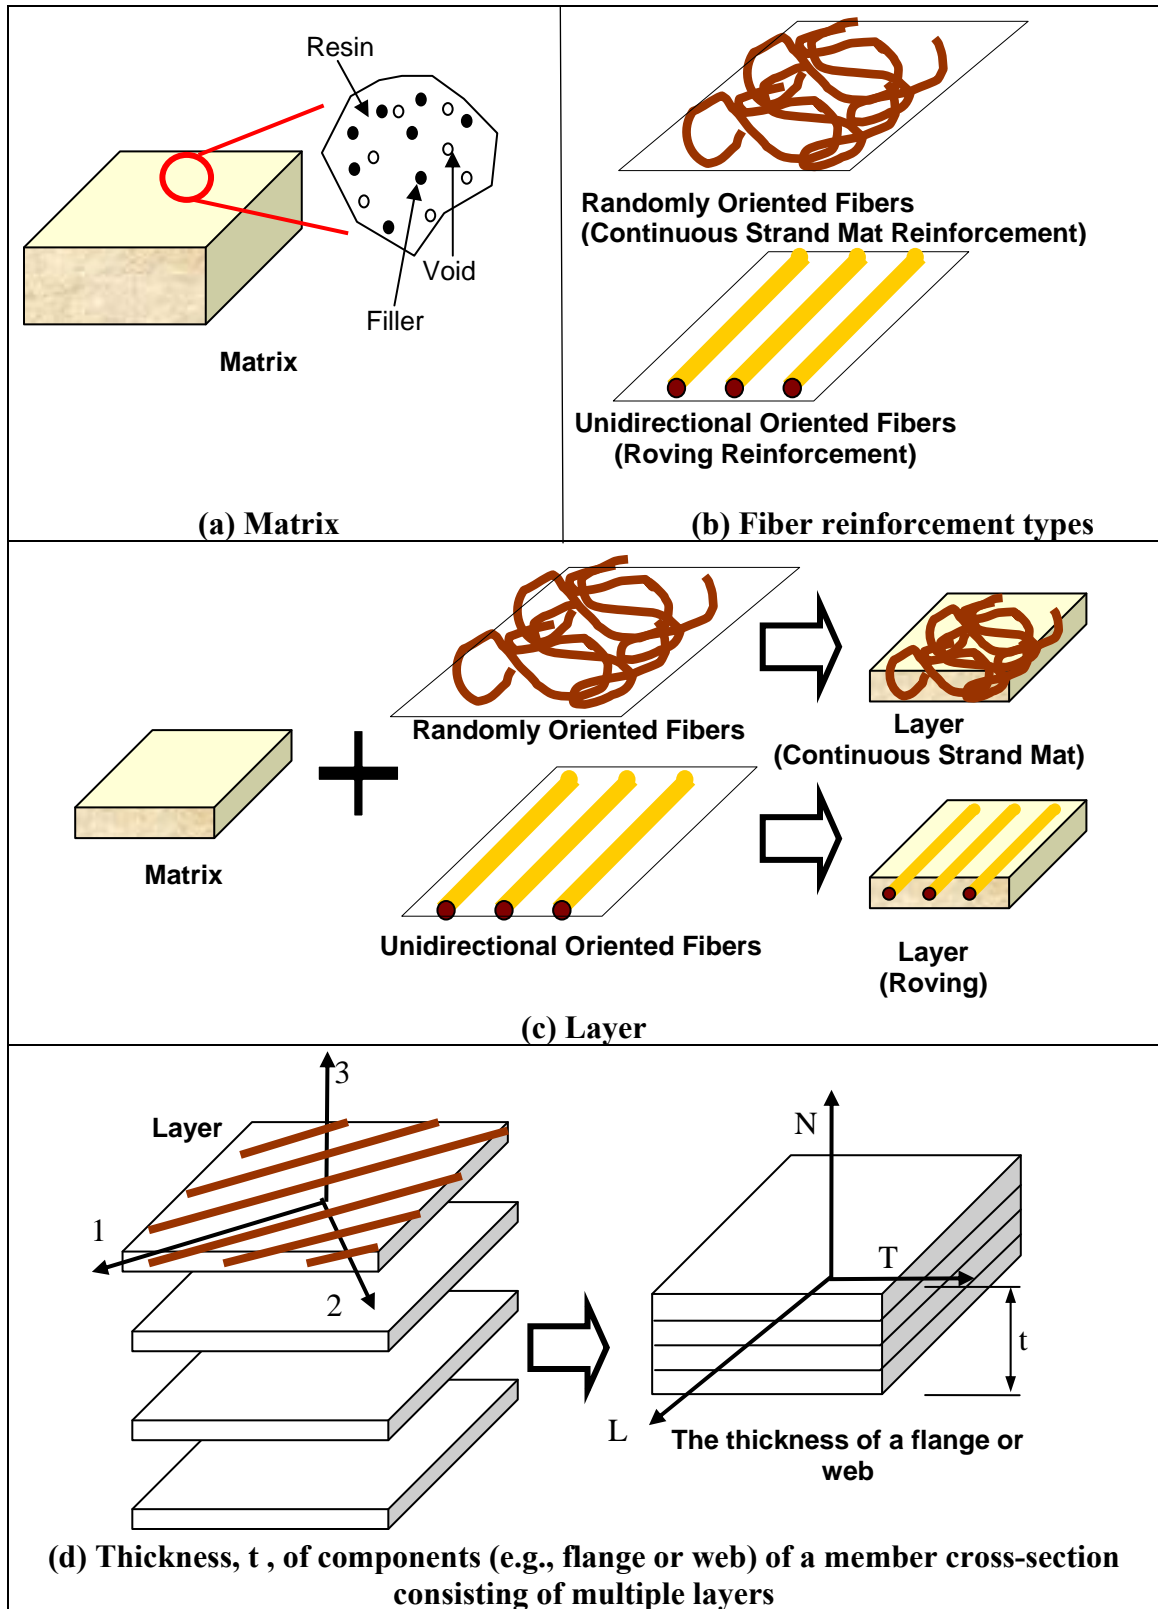 Resin
Void
Filler
Matrix
(a) Matrix
Randomly Oriented Fibers
(Continuous Strand Mat Reinforcement)
Unidirectional Oriented Fibers
(Roving Reinforcement)
(b) Fiber reinforcement types
Matrix
Randomly Oriented Fibers
Unidirectional Oriented Fibers
Layer
(Continuous Strand Mat)
Layer
(Roving)
(c) Layer
Layer
3
1
2
N
T
L
t
The thickness of a flange or
web
(d) Thickness, t , of components (e.g., flange or web) of a member cross-section
consisting of multiple layers